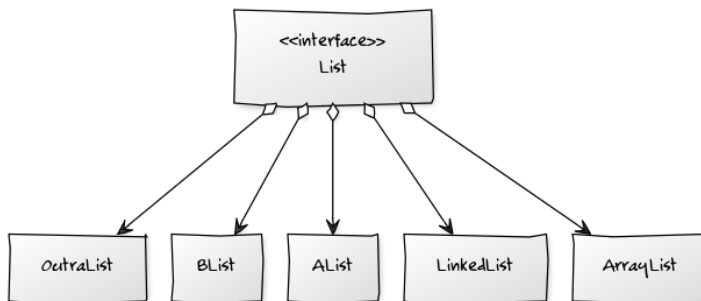 <<interface>>
List
OutraList
BList
AList
LinkedList
ArrayList